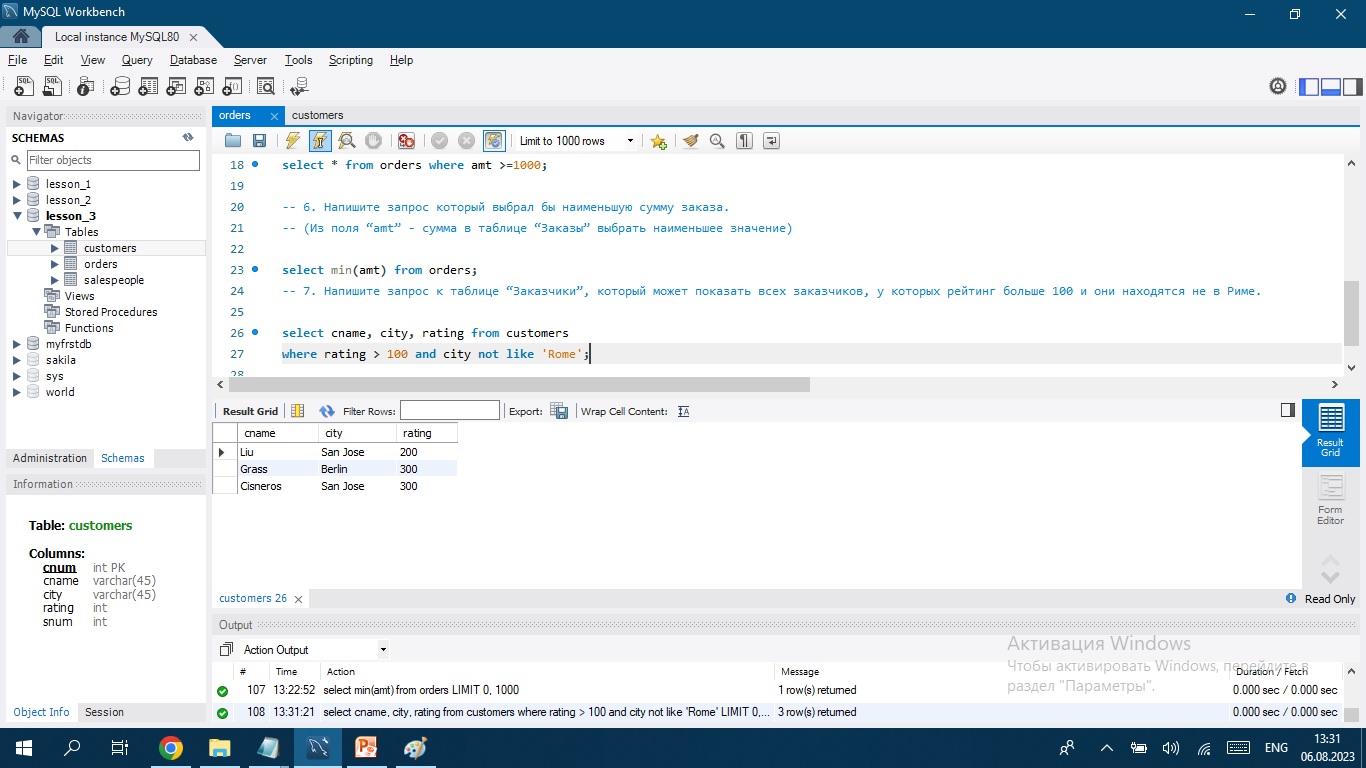 MySQL Workbench
Local instance MySQL80
File Edit View Query Database Server Tools Scripting Help
Navigator
SCHEMAS
Filter objects
lesson_1
lesson_2
lesson_3
Tables
customers
orders
salespeople
Views
Stored Procedures
Functions
myfrstdb
sakila
sys
world
Administration Schemas
Information
Table: customers
Columns:
cnum int PK
cname varchar(45)
city varchar(45)
rating int
snum int
Object Info Session
orders customers
Limit to 1000 rows
18 select * from orders where amt >=1000;
19
20 -- 6. Напишите запрос который выбрал бы наименьшую сумму заказа.
21 -- (Из поля “amt” - сумма в таблице “Заказы” выбрать наименьшее значение)
22
23 select min(amt) from orders;
24 -- 7. Напишите запрос к таблице “Заказчики”, который может показать всех заказчиков, у которых рейтинг больше 100 и они находятся не в Риме.
25
26 select cname, city, rating from customers
27 where rating > 100 and city not like 'Rome';
28
Result Grid Filter Rows: Export: Wrap Cell Content:
cname city rating
Liu San Jose 200
Grass Berlin 300
Cisneros San Jose 300
Result
Grid
Form
Editor
customers 26
Read Only
Output
Action Output
# Time Action Message Duration / Fetch
107 13:22:52 select min(amt) from orders LIMIT 0, 1000 1 row(s) returned 0.000 sec / 0.000 sec
108 13:31:21 select cname, city, rating from customers where rating > 100 and city not like 'Rome' LIMIT 0,... 3 row(s) returned 0.000 sec / 0.000 sec
Активация Windows
Чтобы активировать Windows, перейдите в
раздел "Параметры".
ENG
13:31
06.08.2023